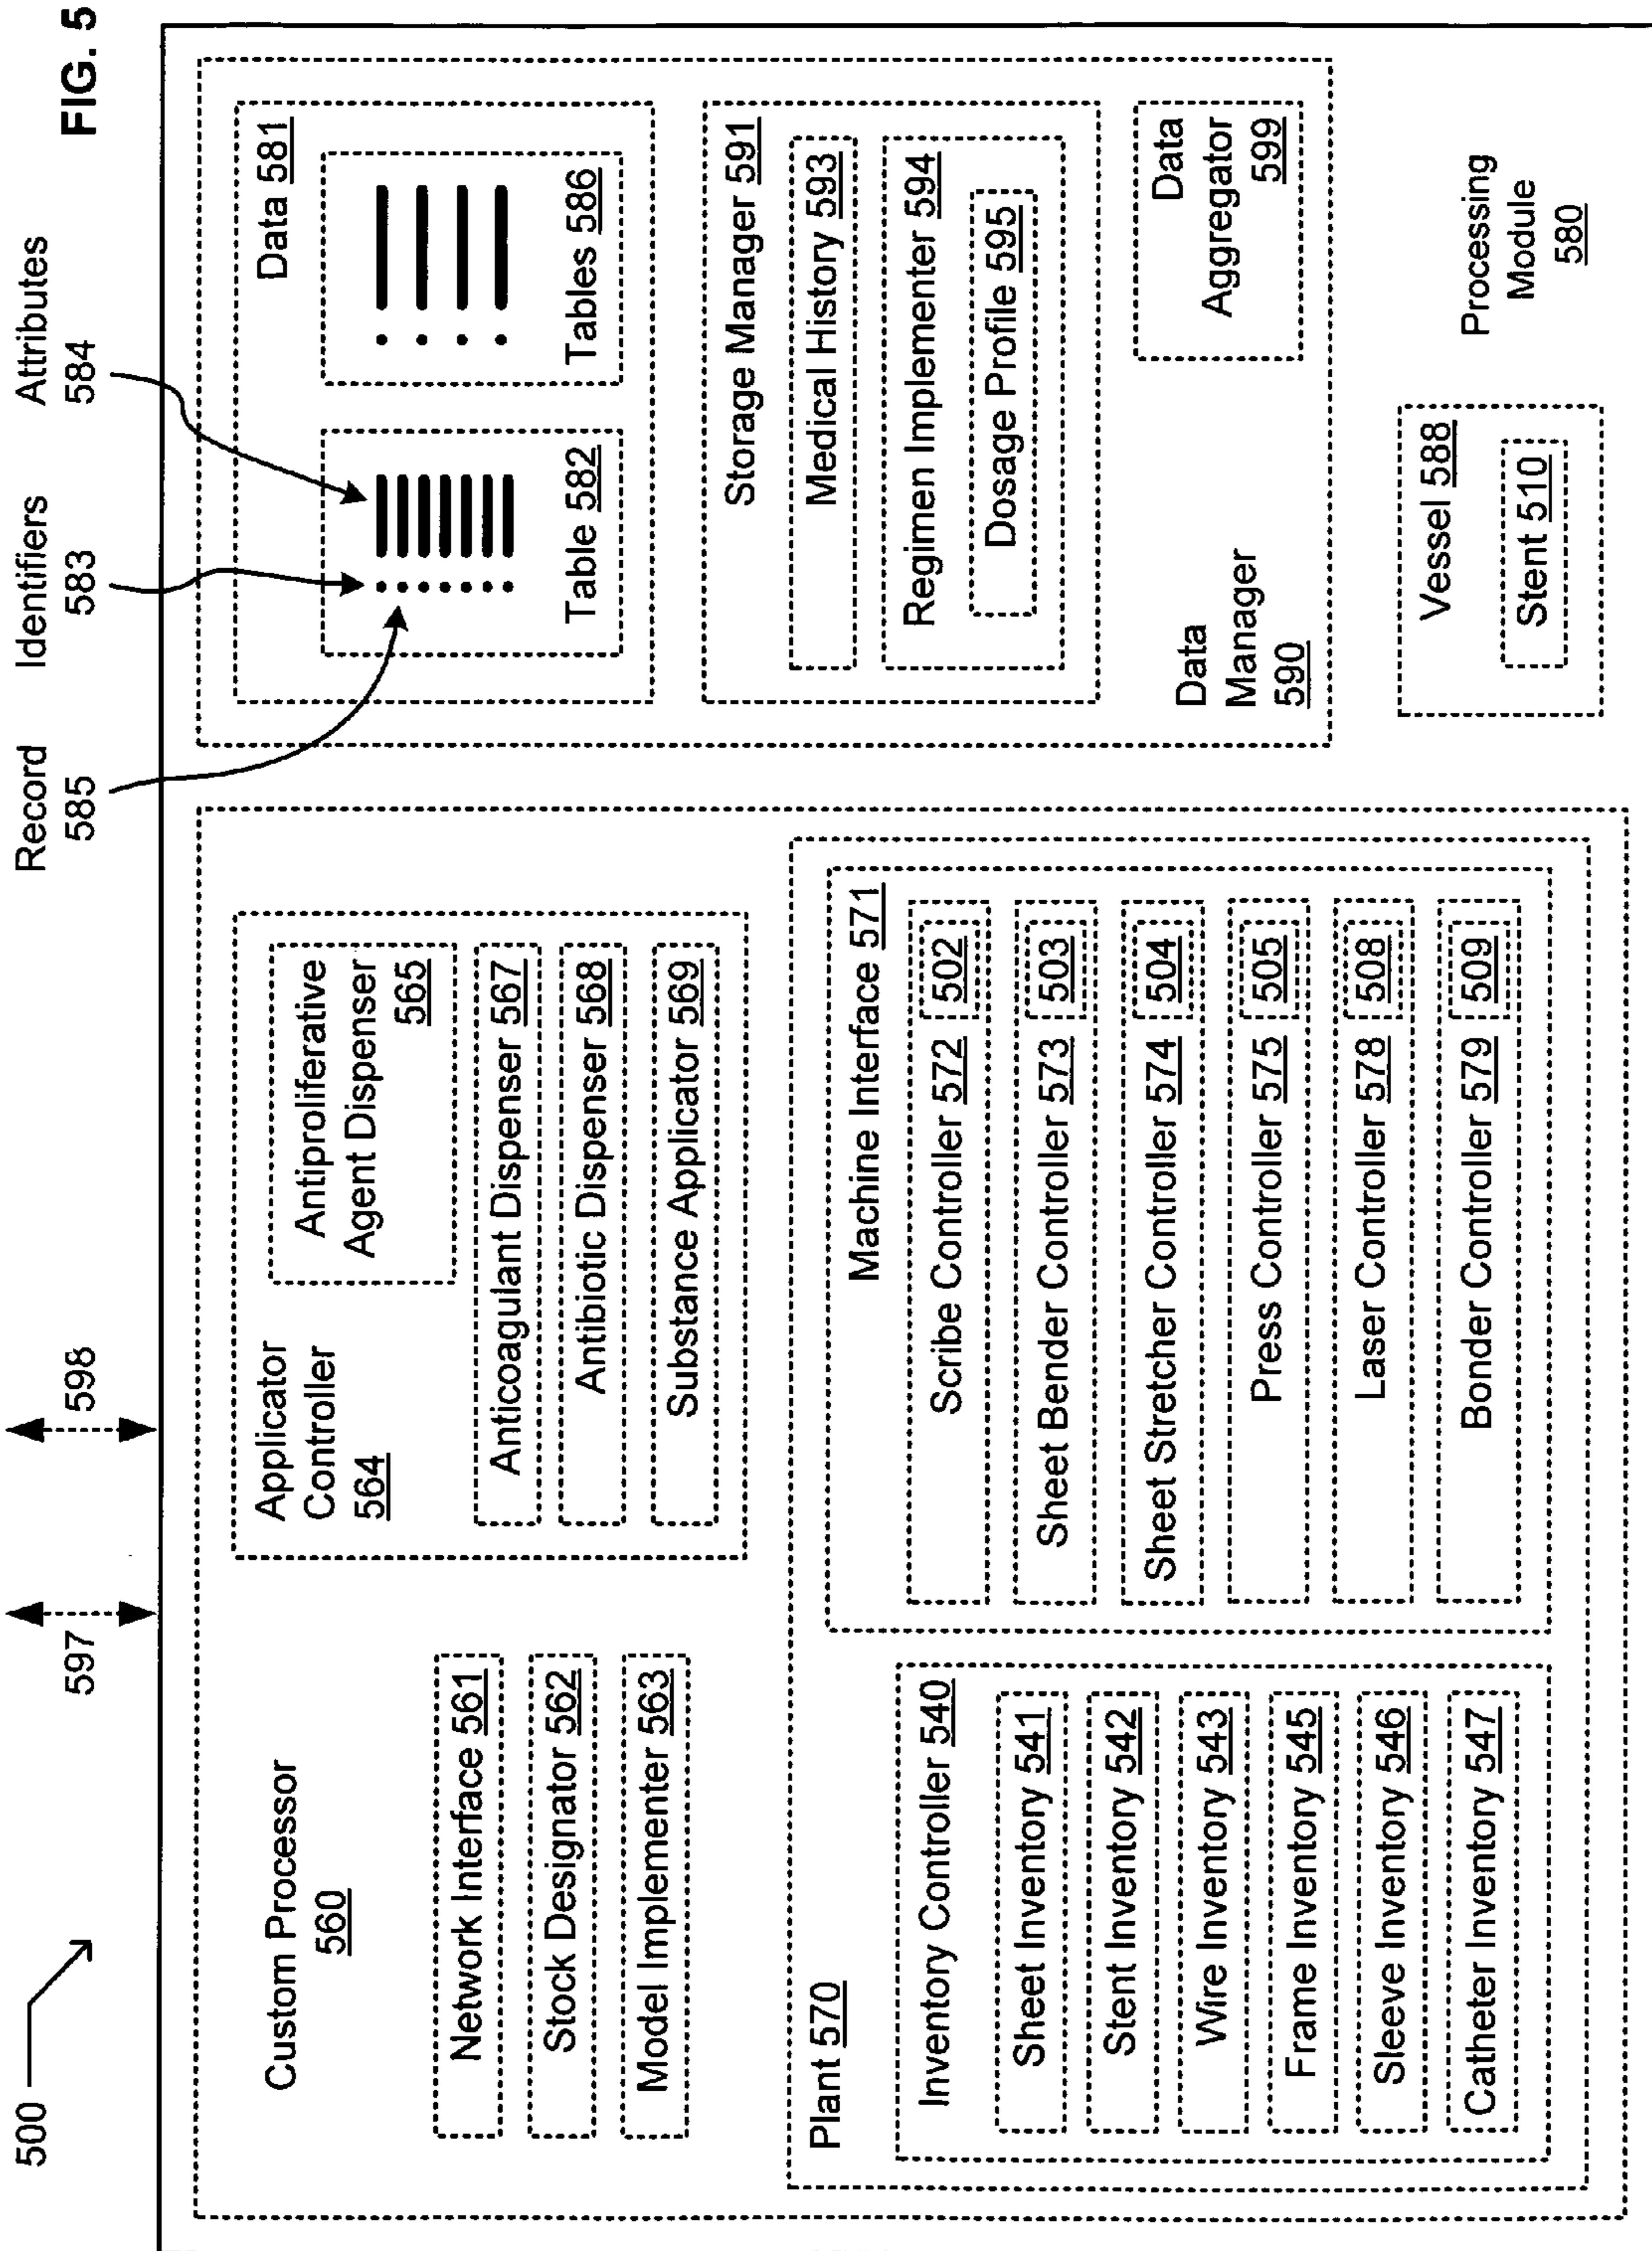 FIG. 5
500
597
598
Record
585
Identifiers
583
Attributes
584
Custom Processor
560
Network Interface 561
Stock Designator 562
Model Implementer 563
Applicator
Controller
564
Antiproliferative
Agent Dispenser
565
Anticoagulant Dispenser 567
Antibiotic Dispenser 568
Substance Applicator 569
Plant 570
Inventory Controller 540
Sheet Inventory 541
Stent Inventory 542
Wire Inventory 543
Frame Inventory 545
Sleeve Inventory 546
Catheter Inventory 547
Machine Interface 571
Scribe Controller 572 502
Sheet Bender Controller 573 503
Sheet Stretcher Controller 574 504
Press Controller 575 505
Laser Controller 578 508
Bonder Controller 579 509
Data 581
Table 582
Tables 586
Storage Manager 591
Medical History 593
Regimen Implementer 594
Dosage Profile 595
Data
Manager
590
Data
Aggregator
599
Vessel 588
Stent 510
Processing
Module
580